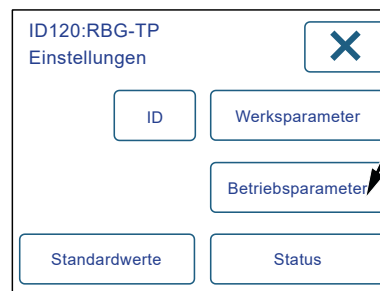 ID120:RBG-TP
Einstellungen
ID
Werksparameter
Betriebsparameter
Standardwerte
Status